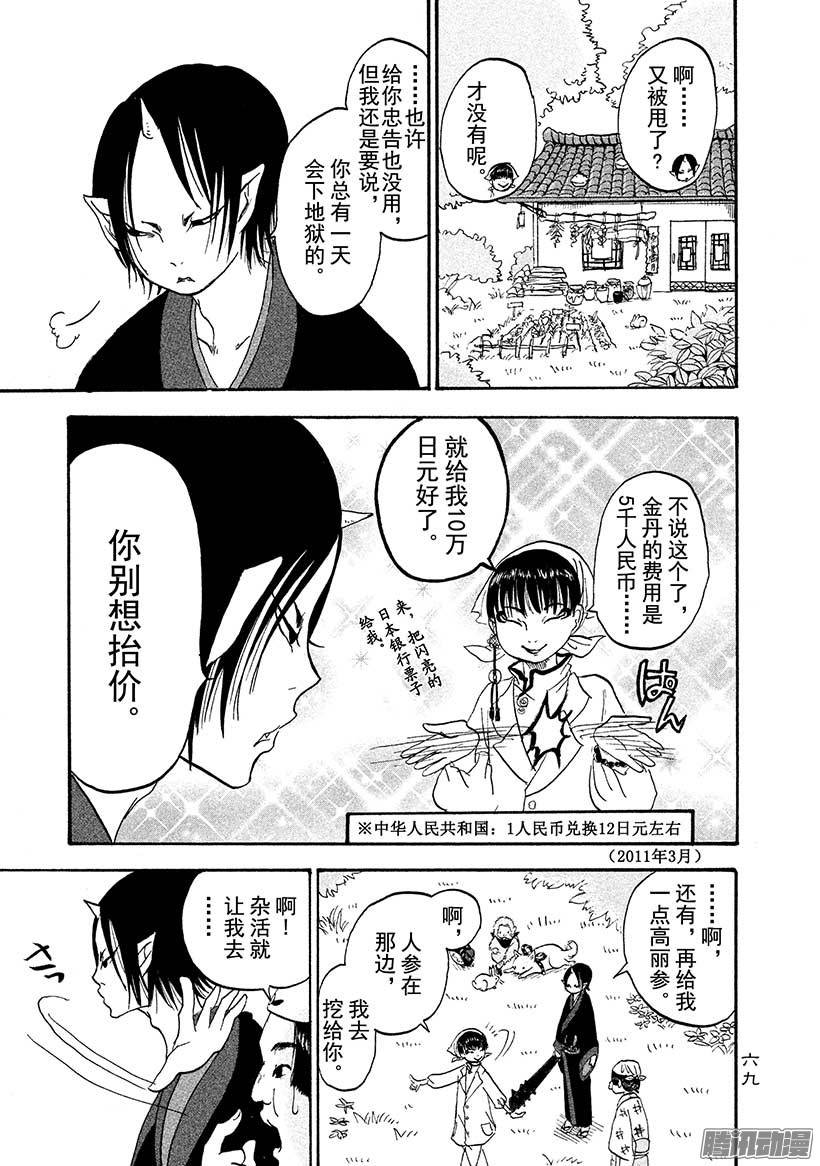 啊……
又被甩了？
才没有呢。
……也许
给你忠告也没用，
但我还是要说，
你总有一天
会下地狱的。
不说这个了，
金丹的费用是
5千人民币……
就给我10万
日元好了。
来，把闪亮的
日本银行票子
给我。
ぱん
※中华人民共和国：1人民币兑换12日元左右
（2011年3月）
你别想抬价。
……啊，
还有，再给我
一点高丽参。
啊，
人参在
那边，
我去
挖给你。
啊！
杂活就
让我去
……
六九
腾讯动漫